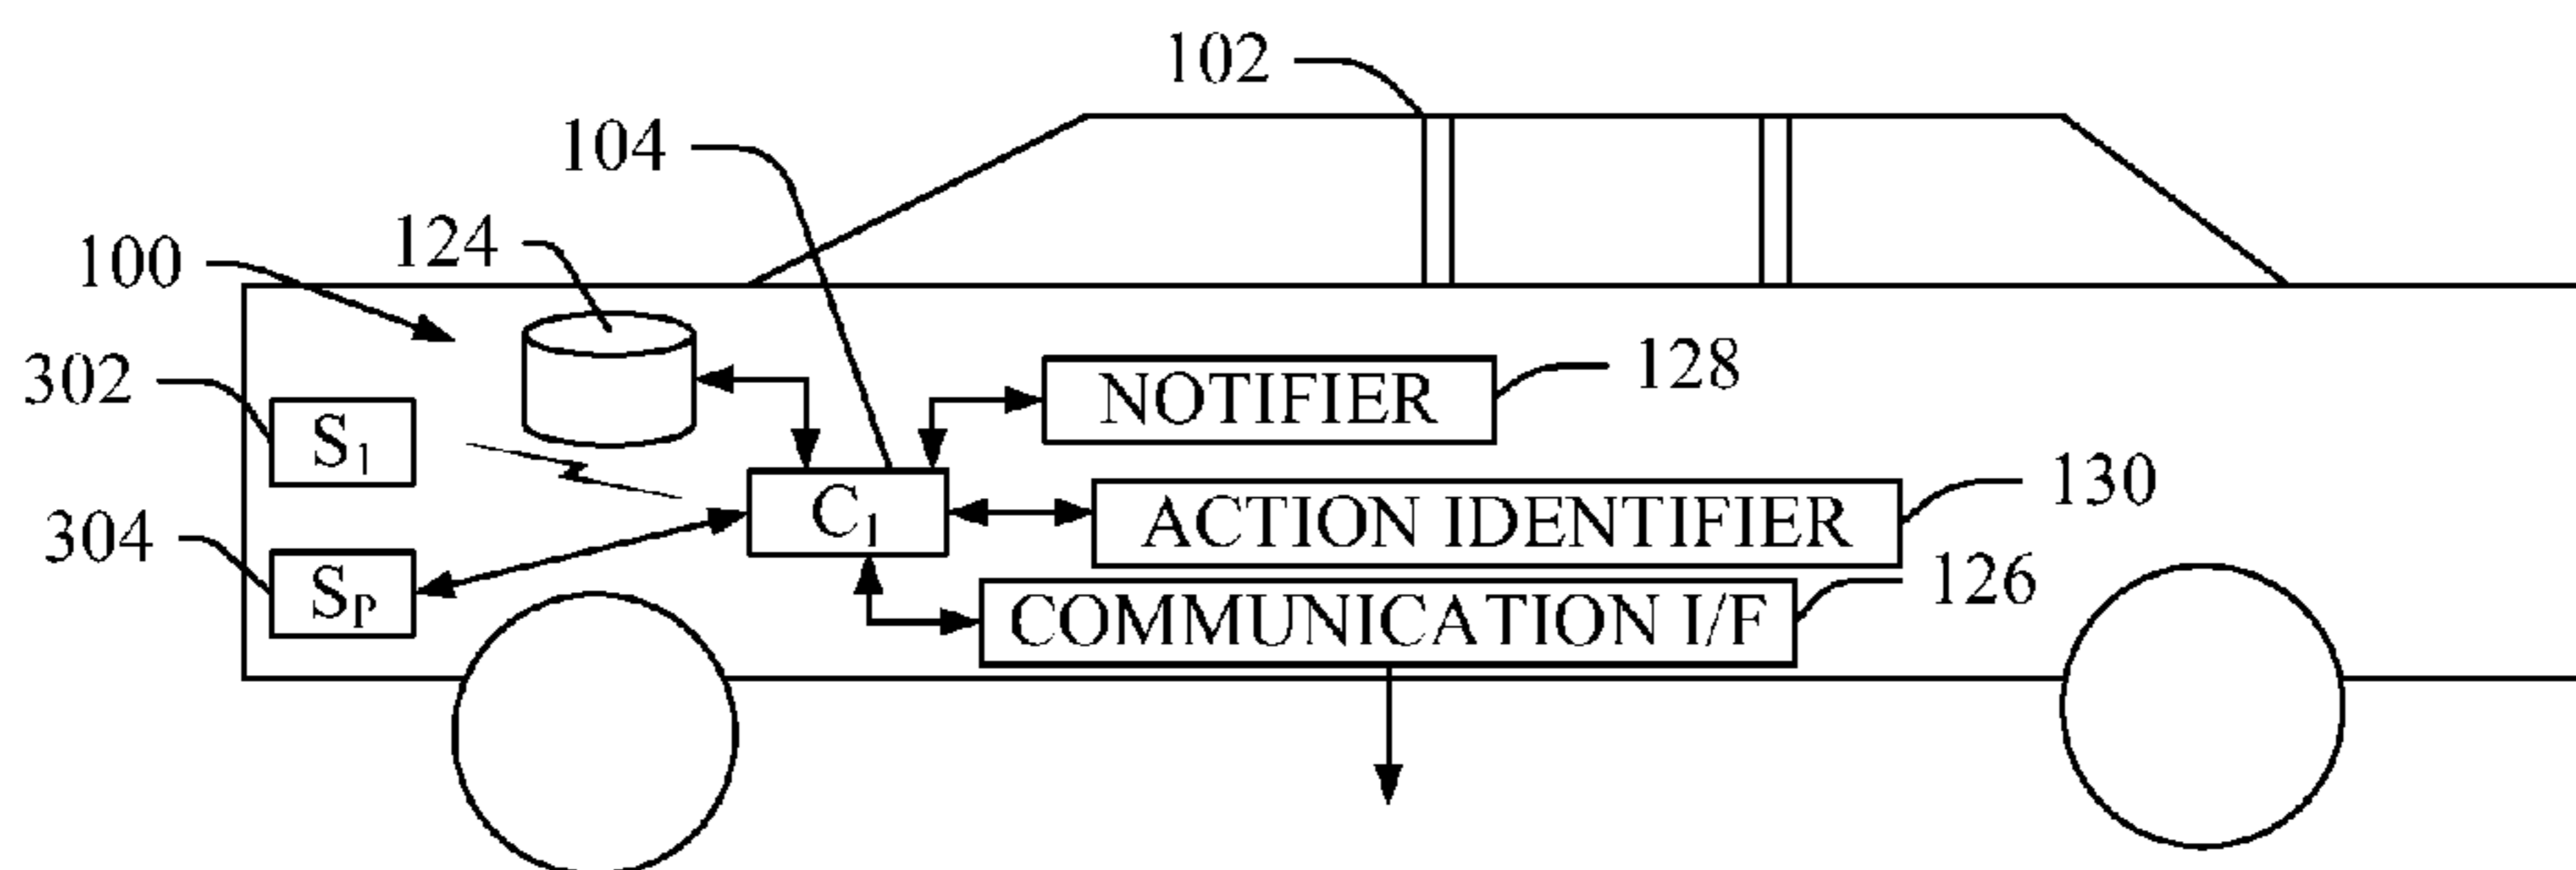 102
104
124
100
128
NOTIFIER
302
S1
130
C1
ACTION IDENTIFIER
304
SP
126
COMMUNICATION I/F